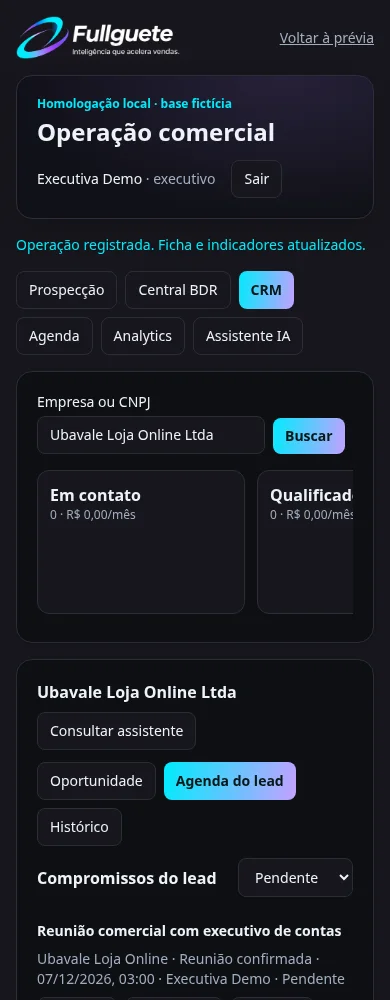 Fullguete
Inteligência que acelera vendas.
Voltar à prévia
Homologação local · base fictícia
Operação comercial
Executiva Demo · executivo
Sair
Operação registrada. Ficha e indicadores atualizados.
Prospecção
Central BDR
CRM
Agenda
Analytics
Assistente IA
Empresa ou CNPJ
Ubavale Loja Online Ltda
Buscar
Em contato
0 · R$ 0,00/mês
Qualificad
0 · R$ 0,00/mês
Ubavale Loja Online Ltda
Consultar assistente
Oportunidade
Agenda do lead
Histórico
Compromissos do lead
Pendente
Reunião comercial com executivo de contas
Ubavale Loja Online · Reunião confirmada ·
07/12/2026, 03:00 · Executiva Demo · Pendente